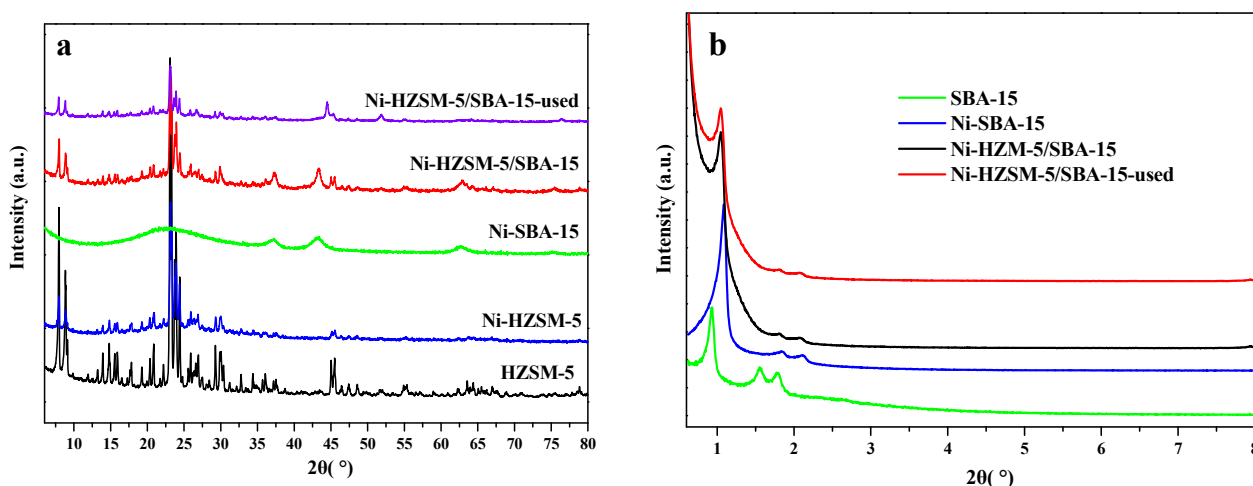 a
Ni-HZSM-5/SBA-15-used
Ni-HZSM-5/SBA-15
Ni-SBA-15
Ni-HZSM-5
HZSM-5
Intensity (a.u.)
10 15 20 25 30 35 40 45 50 55 60 65 70 75 80
2θ( °)
b
SBA-15
Ni-SBA-15
Ni-HZM-5/SBA-15
Ni-HZSM-5/SBA-15-used
Intensity (a.u.)
1 2 3 4 5 6 7 8
2θ( °)